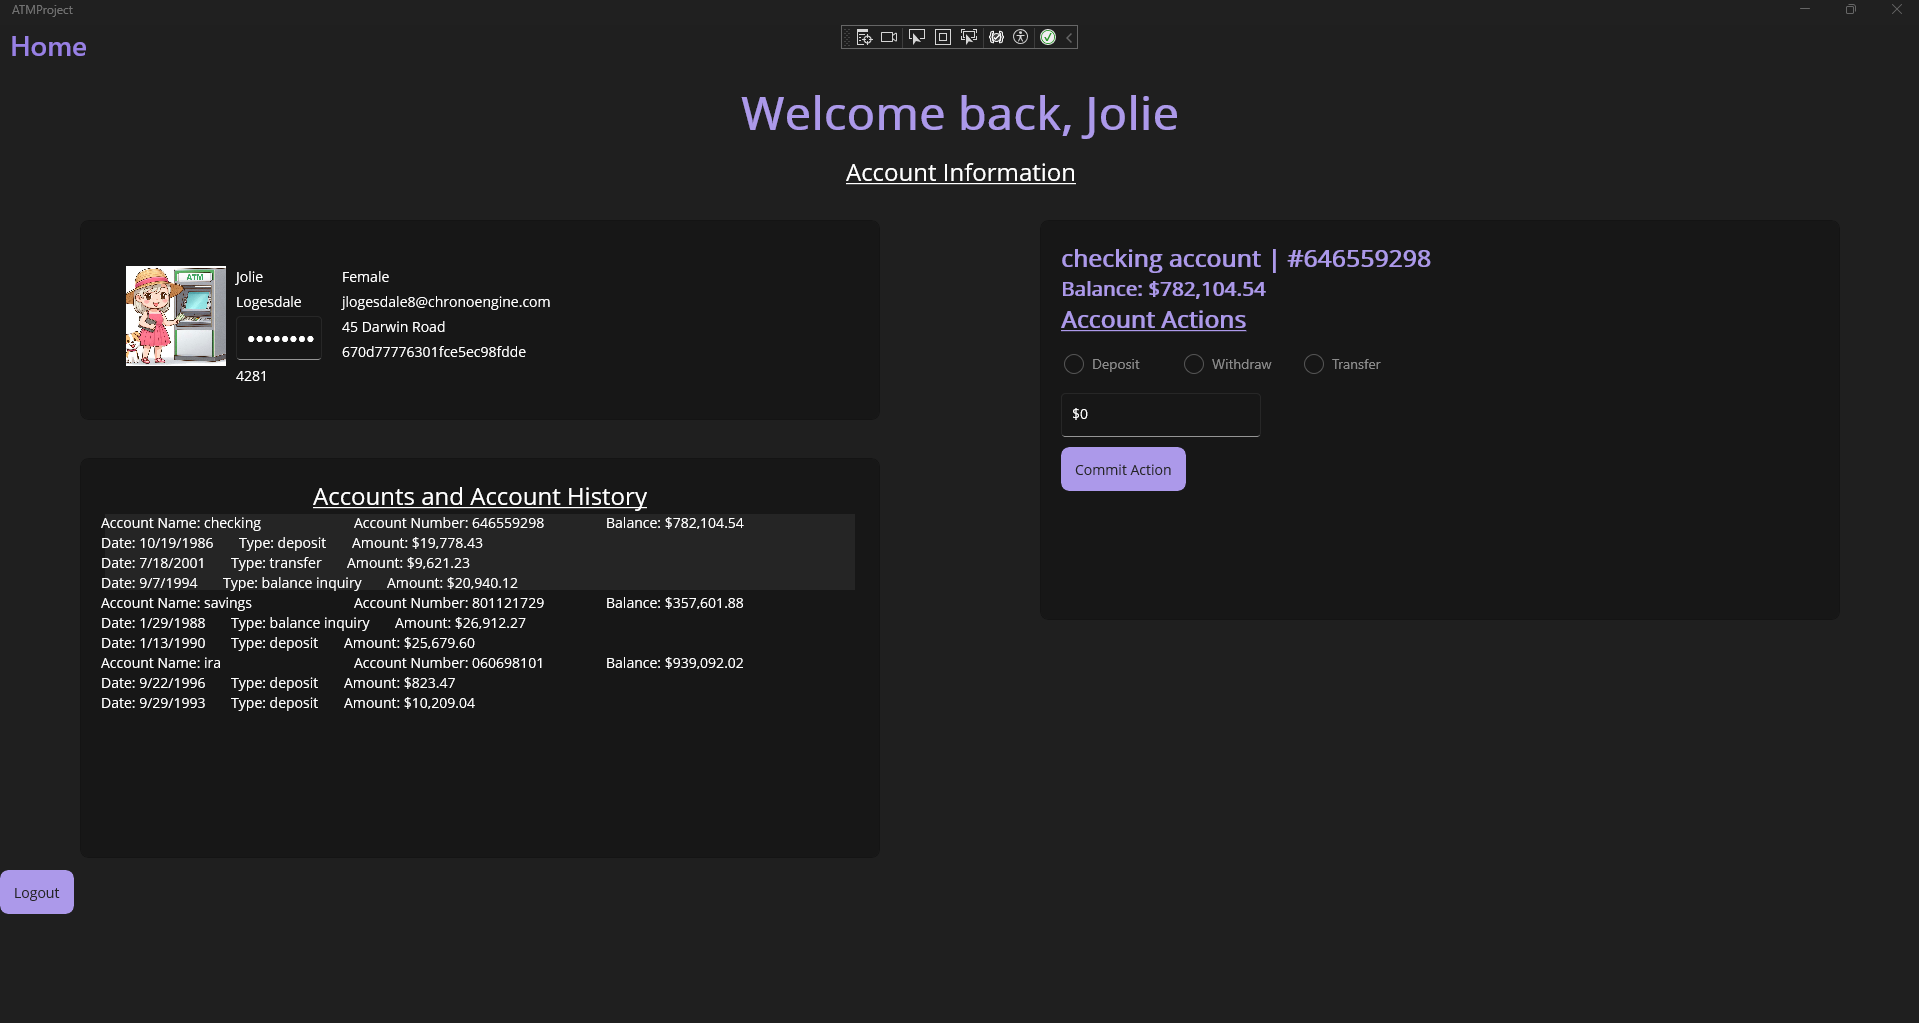 ATMProject
Home
Welcome back, Jolie
Account Information
ATM
Jolie
Logesdale
••••••••
4281
Female
jlogesdale8@chronoengine.com
45 Darwin Road
670d77776301fce5ec98fdde
Accounts and Account History
Account Name: checking Account Number: 646559298 Balance: $782,104.54
Date: 10/19/1986 Type: deposit Amount: $19,778.43
Date: 7/18/2001 Type: transfer Amount: $9,621.23
Date: 9/7/1994 Type: balance inquiry Amount: $20,940.12
Account Name: savings Account Number: 801121729 Balance: $357,601.88
Date: 1/29/1988 Type: balance inquiry Amount: $26,912.27
Date: 1/13/1990 Type: deposit Amount: $25,679.60
Account Name: ira Account Number: 060698101 Balance: $939,092.02
Date: 9/22/1996 Type: deposit Amount: $823.47
Date: 9/29/1993 Type: deposit Amount: $10,209.04
checking account | #646559298
Balance: $782,104.54
Account Actions
Deposit Withdraw Transfer
$0
Commit Action
Logout